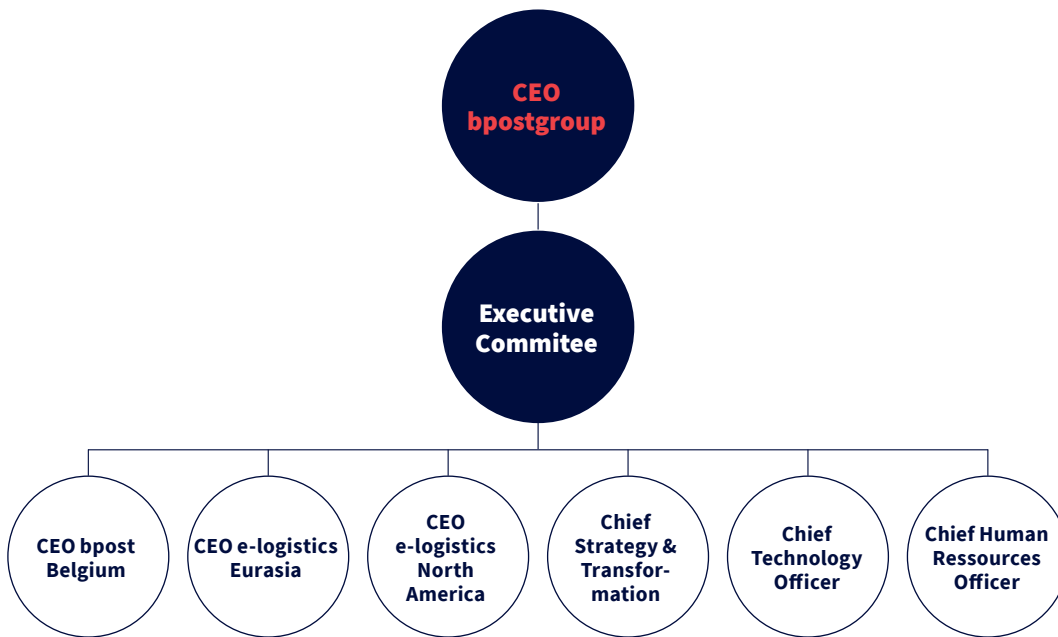 CEO
bpostgroup
Executive
Commitee
CEO bpost
Belgium
CEO e-logistics
Eurasia
CEO
e-logistics
North
America
Chief
Strategy &
Transfor-
mation
Chief
Technology
Officer
Chief Human
Ressources
Officer